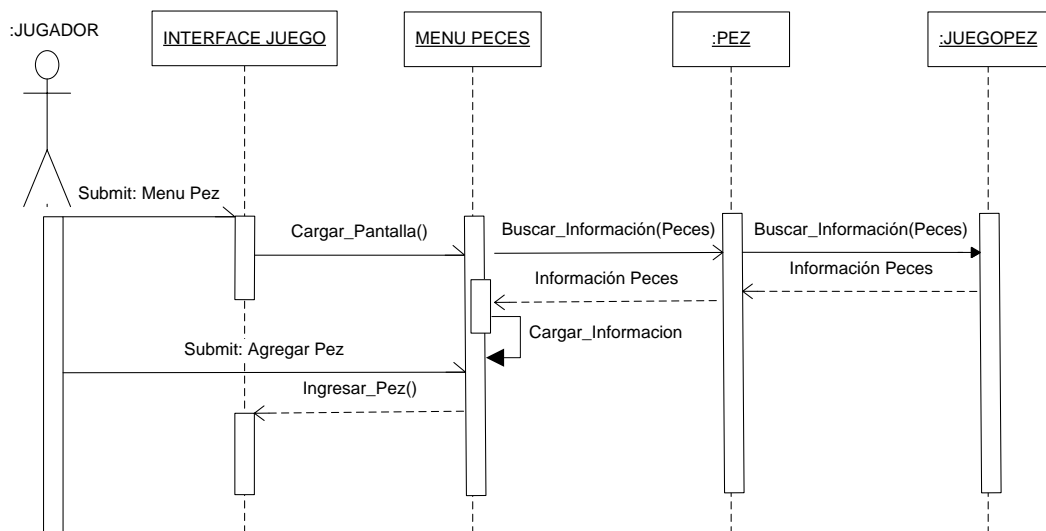 :JUGADOR
INTERFACE JUEGO
MENU PECES
:PEZ
:JUEGOPEZ
Submit: Menu Pez
Cargar_Pantalla()
Buscar_Información(Peces)
Buscar_Información(Peces)
Información Peces
Información Peces
Cargar_Informacion
Submit: Agregar Pez
Ingresar_Pez()